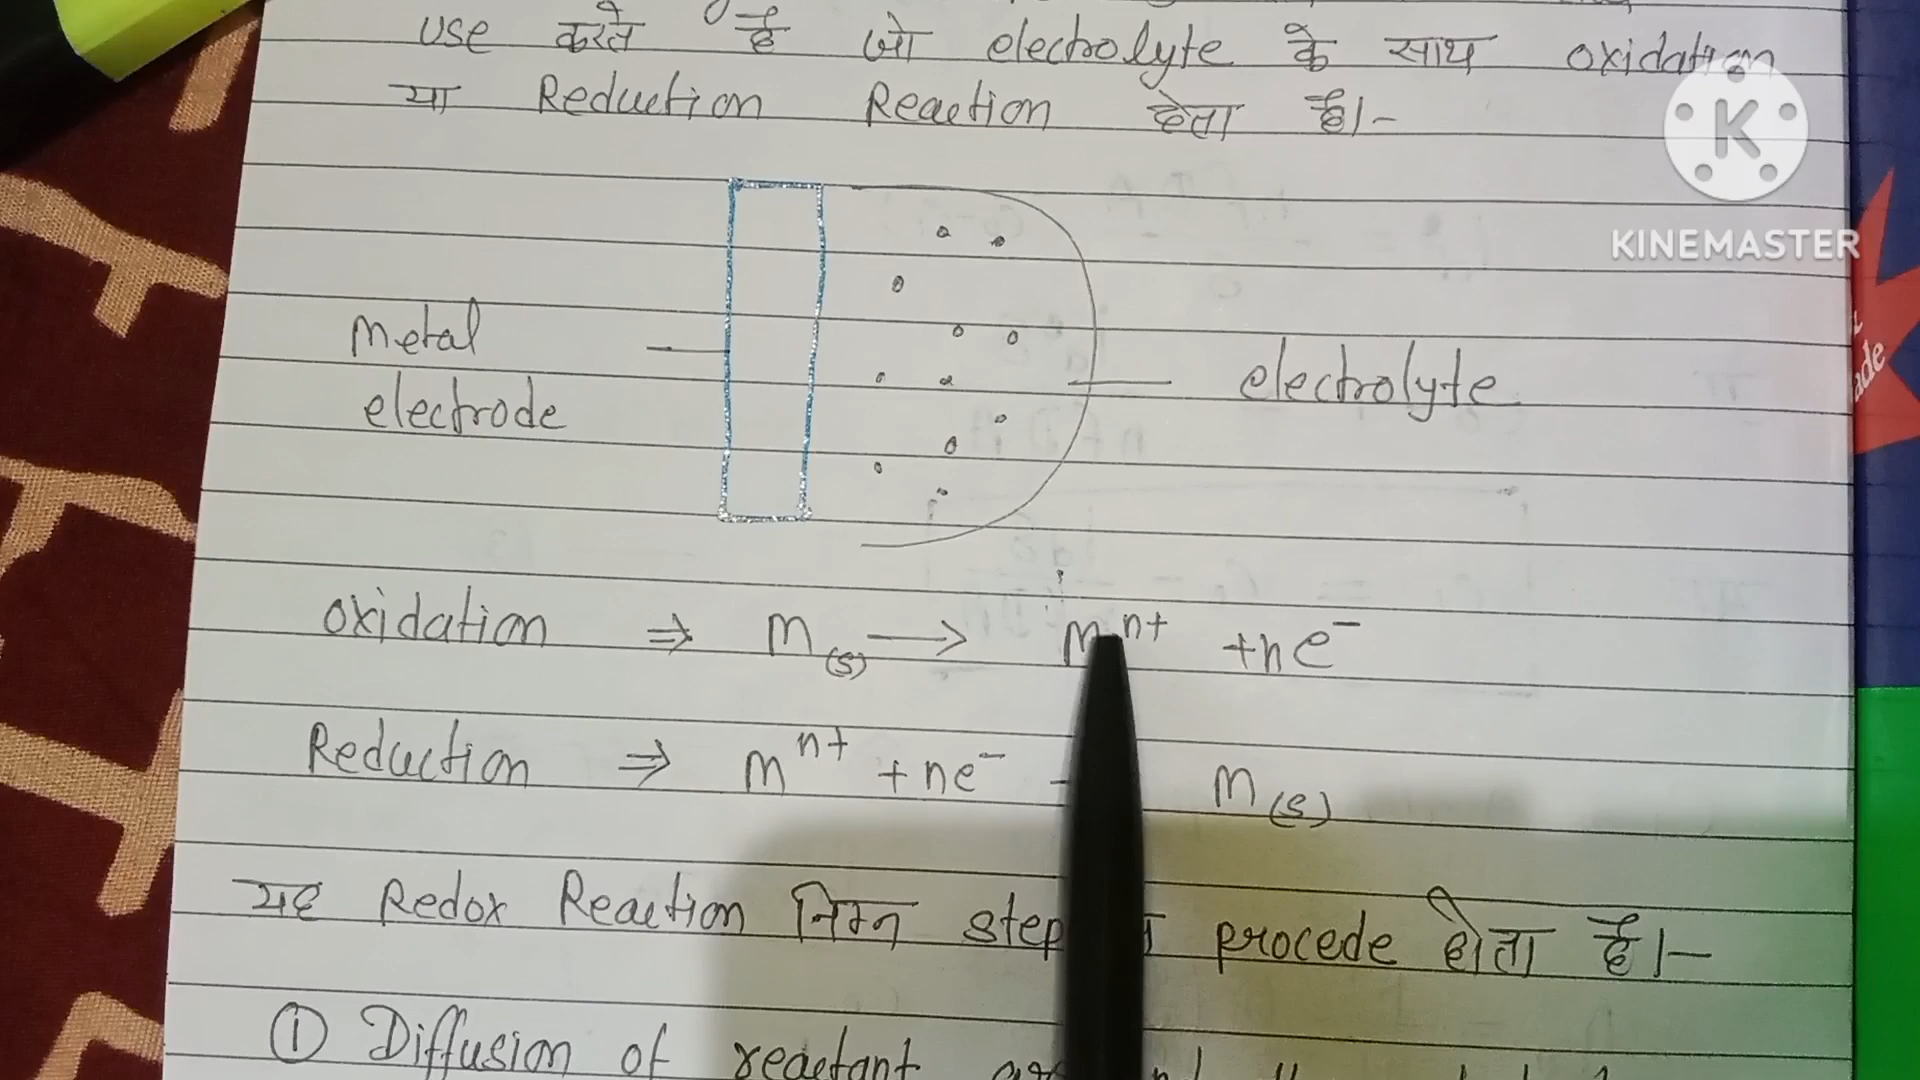 use करते है जो electrolyte के साथ oxidation
या Reduction Reaction देता है।-
KINEMASTER
Metal
electrode
electrolyte
oxidation ⇒ M(s) ⟶ M^n+ +ne^-
Reduction ⇒ M^n+ +ne^- M(s)
यह Redox Reaction निम्न step procede होता है।-
① Diffusion of reactant